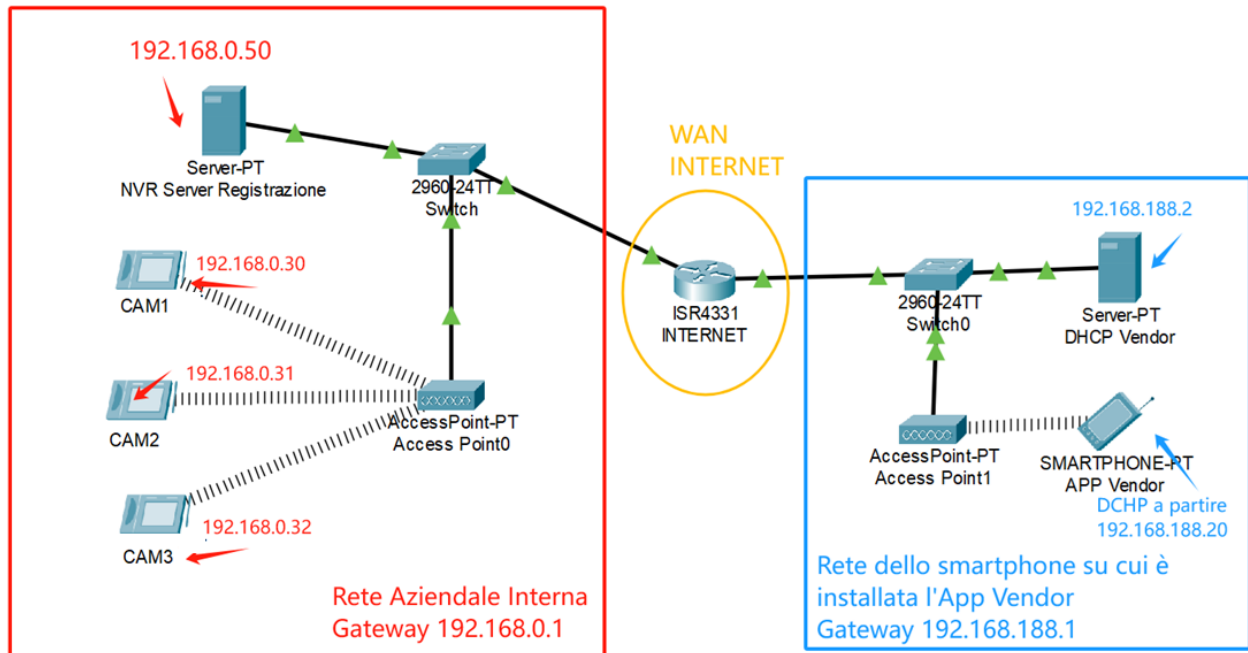 192.168.0.50
Server-PT
NVR Server Registrazione
2960-24TT
Switch
192.168.0.30
CAM1
192.168.0.31
CAM2
AccessPoint-PT
Access Point0
192.168.0.32
CAM3
Rete Aziendale Interna
Gateway 192.168.0.1
WAN
INTERNET
ISR4331
INTERNET
192.168.188.2
2960-24TT
Switch0
Server-PT
DHCP Vendor
AccessPoint-PT
Access Point1
SMARTPHONE-PT
APP Vendor
DCHP a partire
192.168.188.20
Rete dello smartphone su cui è
installata l'App Vendor
Gateway 192.168.188.1